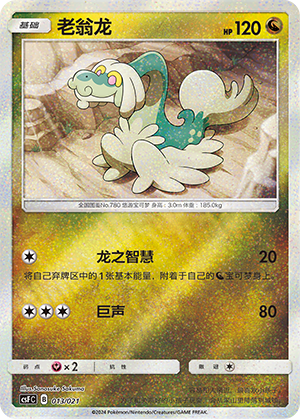 基础 老翁龙 HP 120
全国图鉴No.780 悠游宝可梦 身高:3.0m 体重:185.0kg
龙之智慧 20
将自己弃牌区中的1张基本能量,附着于自己的宝可梦身上。
巨声 80
弱点 ×2 抵抗力 撤退
Illus. Sanosuke Sakuma
csFC B 013/021
©2024 Pokémon/Nintendo/Creatures/GAME FREAK.